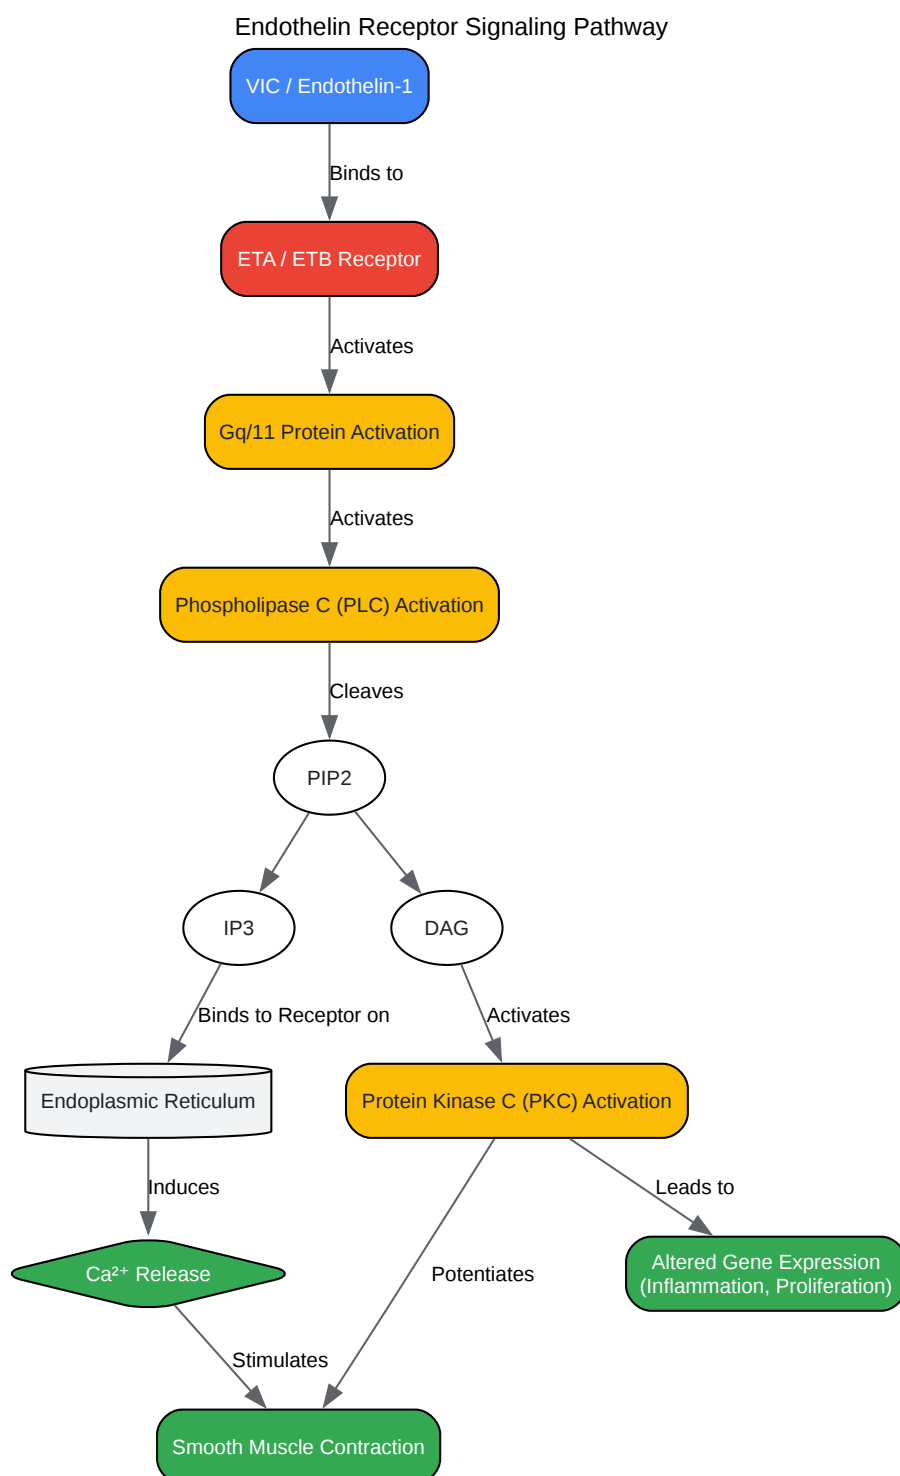 Endothelin Receptor Signaling Pathway
VIC / Endothelin-1
Binds to
ETA / ETB Receptor
Activates
Gq/11 Protein Activation
Activates
Phospholipase C (PLC) Activation
Cleaves
PIP2
IP3
DAG
Binds to Receptor on
Activates
Endoplasmic Reticulum
Protein Kinase C (PKC) Activation
Induces
Leads to
Ca²⁺ Release
Potentiates
Altered Gene Expression
(Inflammation, Proliferation)
Stimulates
Smooth Muscle Contraction